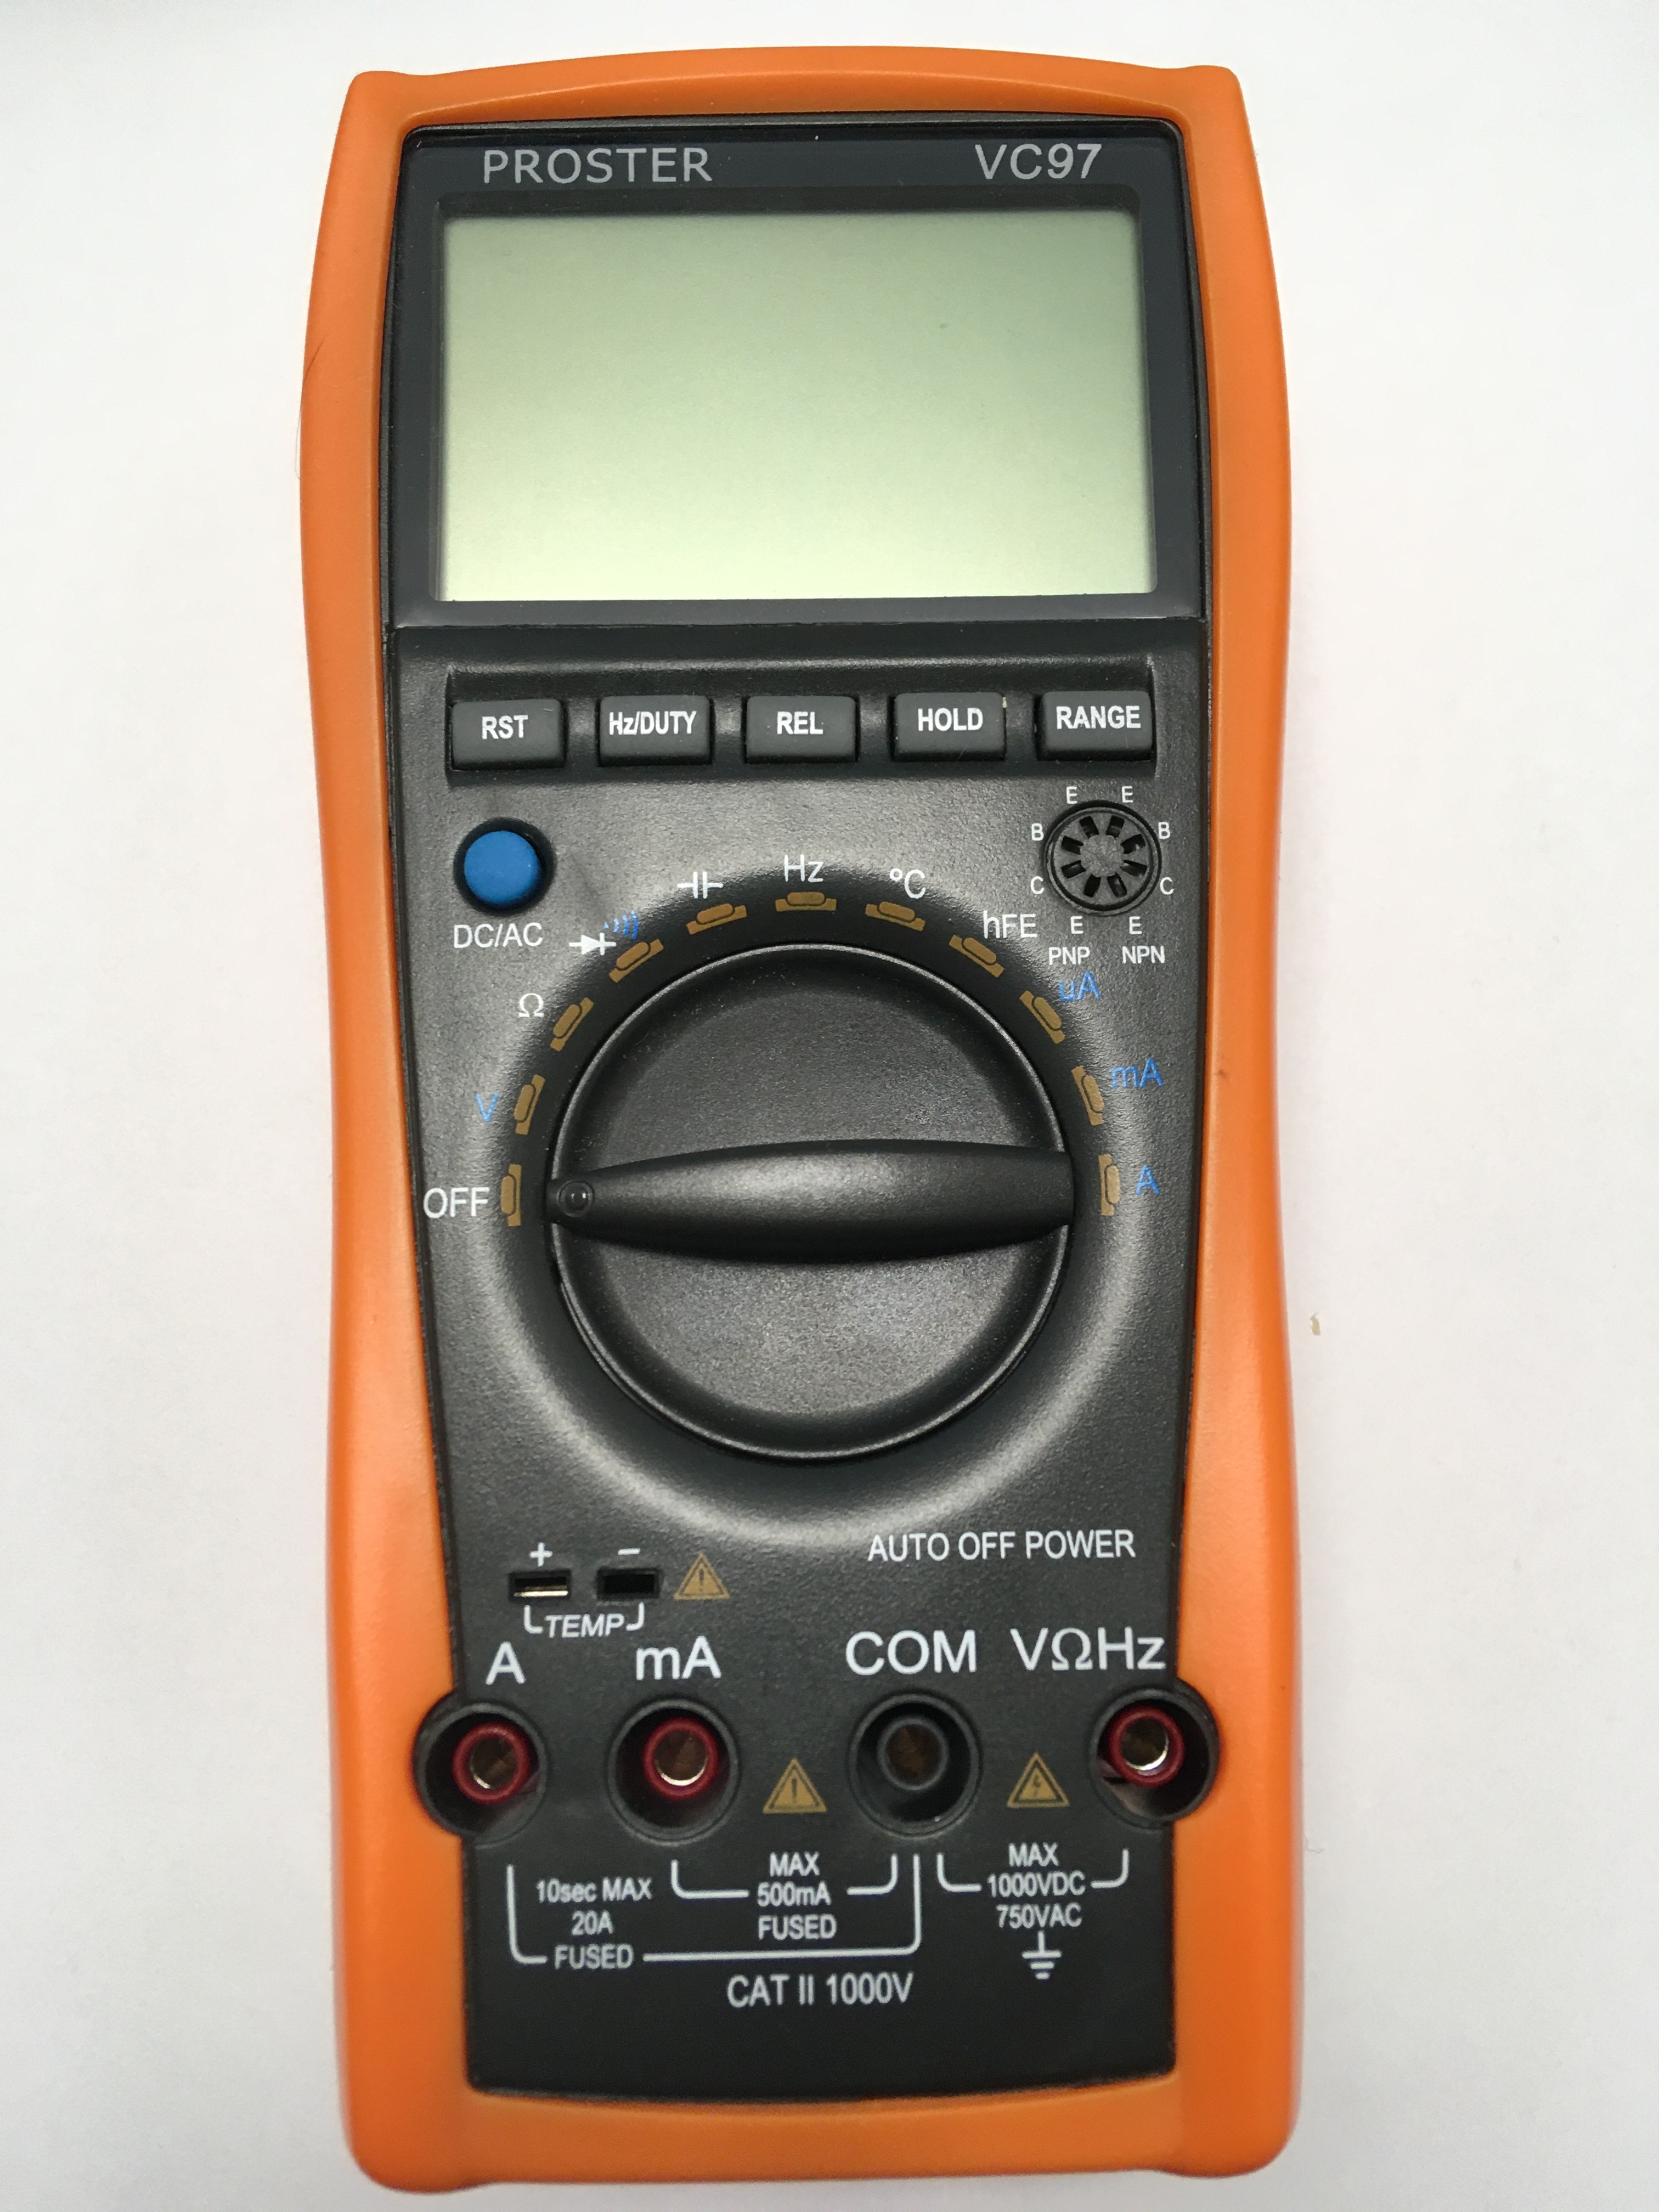 PROSTER VC97
RST Hz/DUTY REL HOLD RANGE
E E
B B
C C
E E
PNP NPN
DC/AC
OFF
V
Ω
Hz
°C
hFE
uA
mA
A
AUTO OFF POWER
+ −
TEMP
A mA COM VΩHz
10sec MAX
20A
FUSED
MAX
500mA
FUSED
MAX
1000VDC
750VAC
CAT II 1000V